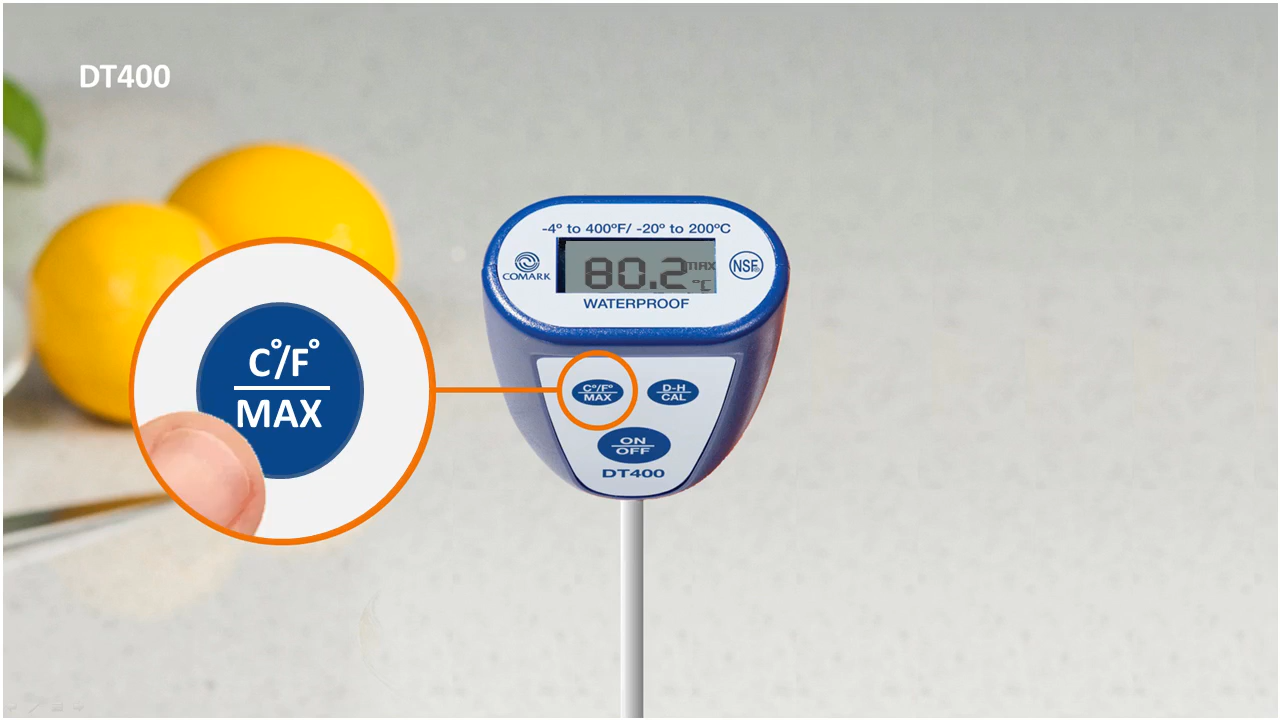 DT400
-4° to 400°F/ -20° to 200°C
COMARK
80.2
MAX
°C
NSF®
WATERPROOF
C°/F°
MAX
C°/F°
MAX
D-H
CAL
ON
OFF
DT400